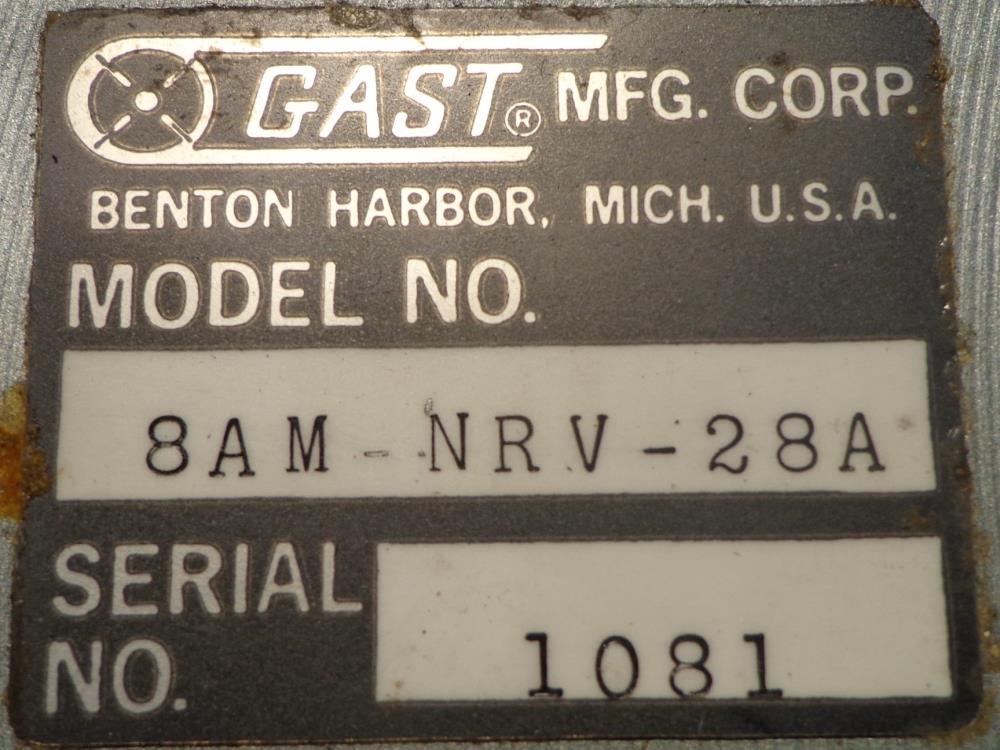 GAST® MFG. CORP.
BENTON HARBOR, MICH. U.S.A.
MODEL NO.
8AM-NRV-28A
SERIAL
NO.
1081